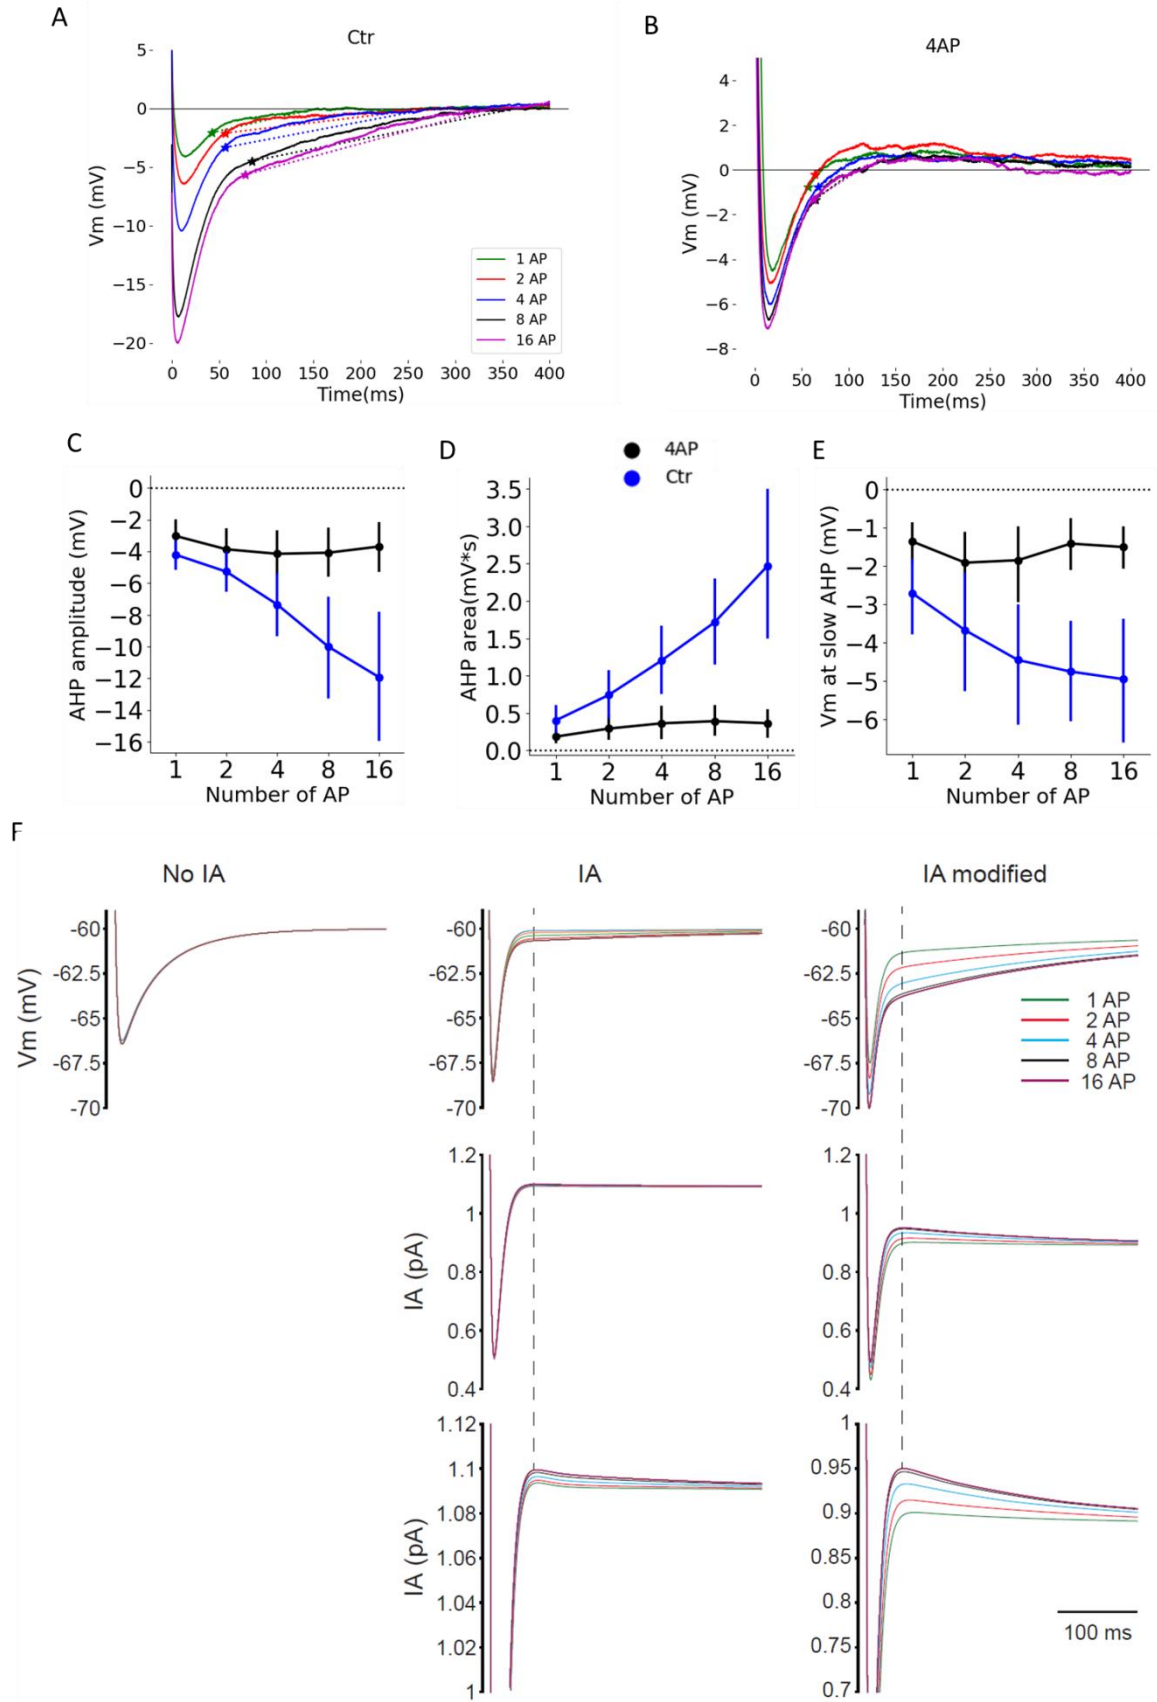 A
Ctr
5
0
−5
−10
−15
−20
Vm (mV)
0 50 100 150 200 250 300 350 400
Time(ms)
1 AP
2 AP
4 AP
8 AP
16 AP
B
4AP
4
2
0
−2
−4
−6
−8
Vm (mV)
0 50 100 150 200 250 300 350 400
Time(ms)
C
0
−2
−4
−6
−8
−10
−12
−14
−16
AHP amplitude (mV)
1 2 4 8 16
Number of AP
D
4AP
Ctr
3.5
3.0
2.5
2.0
1.5
1.0
0.5
0.0
AHP area(mV*s)
1 2 4 8 16
Number of AP
E
0
−1
−2
−3
−4
−5
−6
Vm at slow AHP (mV)
1 2 4 8 16
Number of AP
F
No IA
-60
-62.5
-65
-67.5
-70
Vm (mV)
IA
-60
-62.5
-65
-67.5
-70
IA modified
-60
-62.5
-65
-67.5
-70
1 AP
2 AP
4 AP
8 AP
16 AP
1.2
1
0.8
0.6
0.4
IA (pA)
1.2
1
0.8
0.6
0.4
1.12
1.1
1.08
1.06
1.04
1.02
1
IA (pA)
1
0.95
0.9
0.85
0.8
0.75
0.7
100 ms